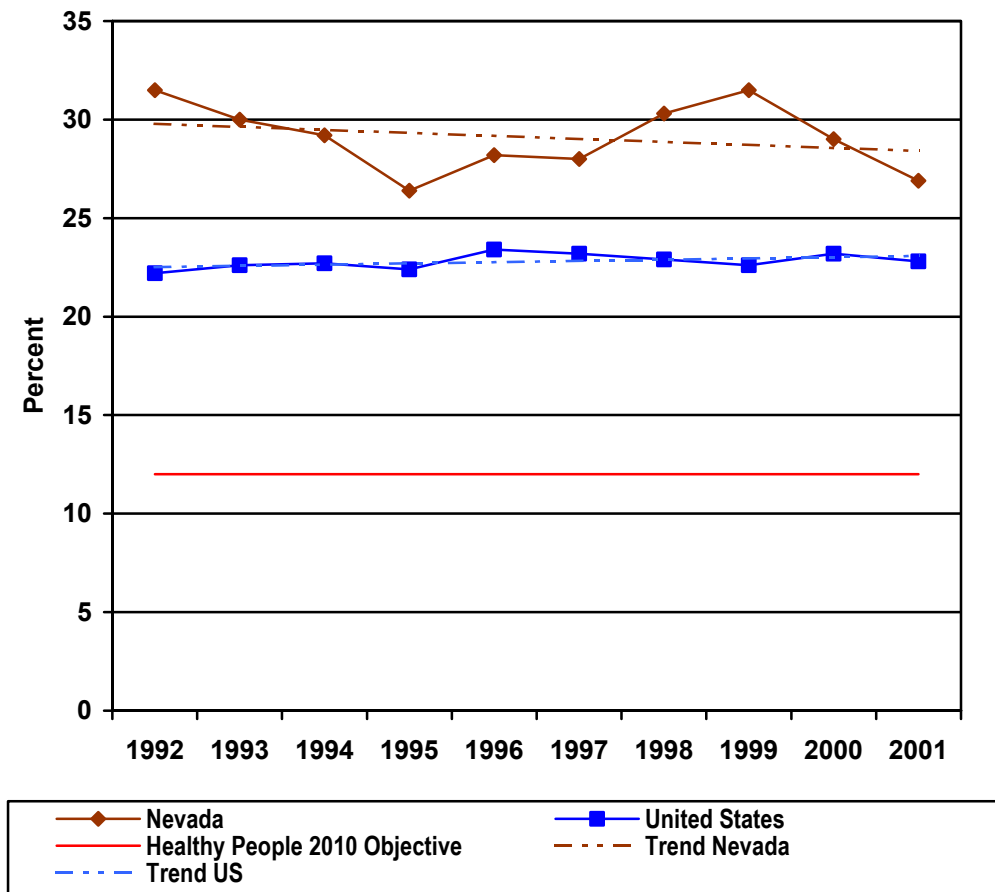 35
30
25
20
15
10
5
0
Percent
1992 1993 1994 1995 1996 1997 1998 1999 2000 2001
Nevada United States
Healthy People 2010 Objective Trend Nevada
Trend US